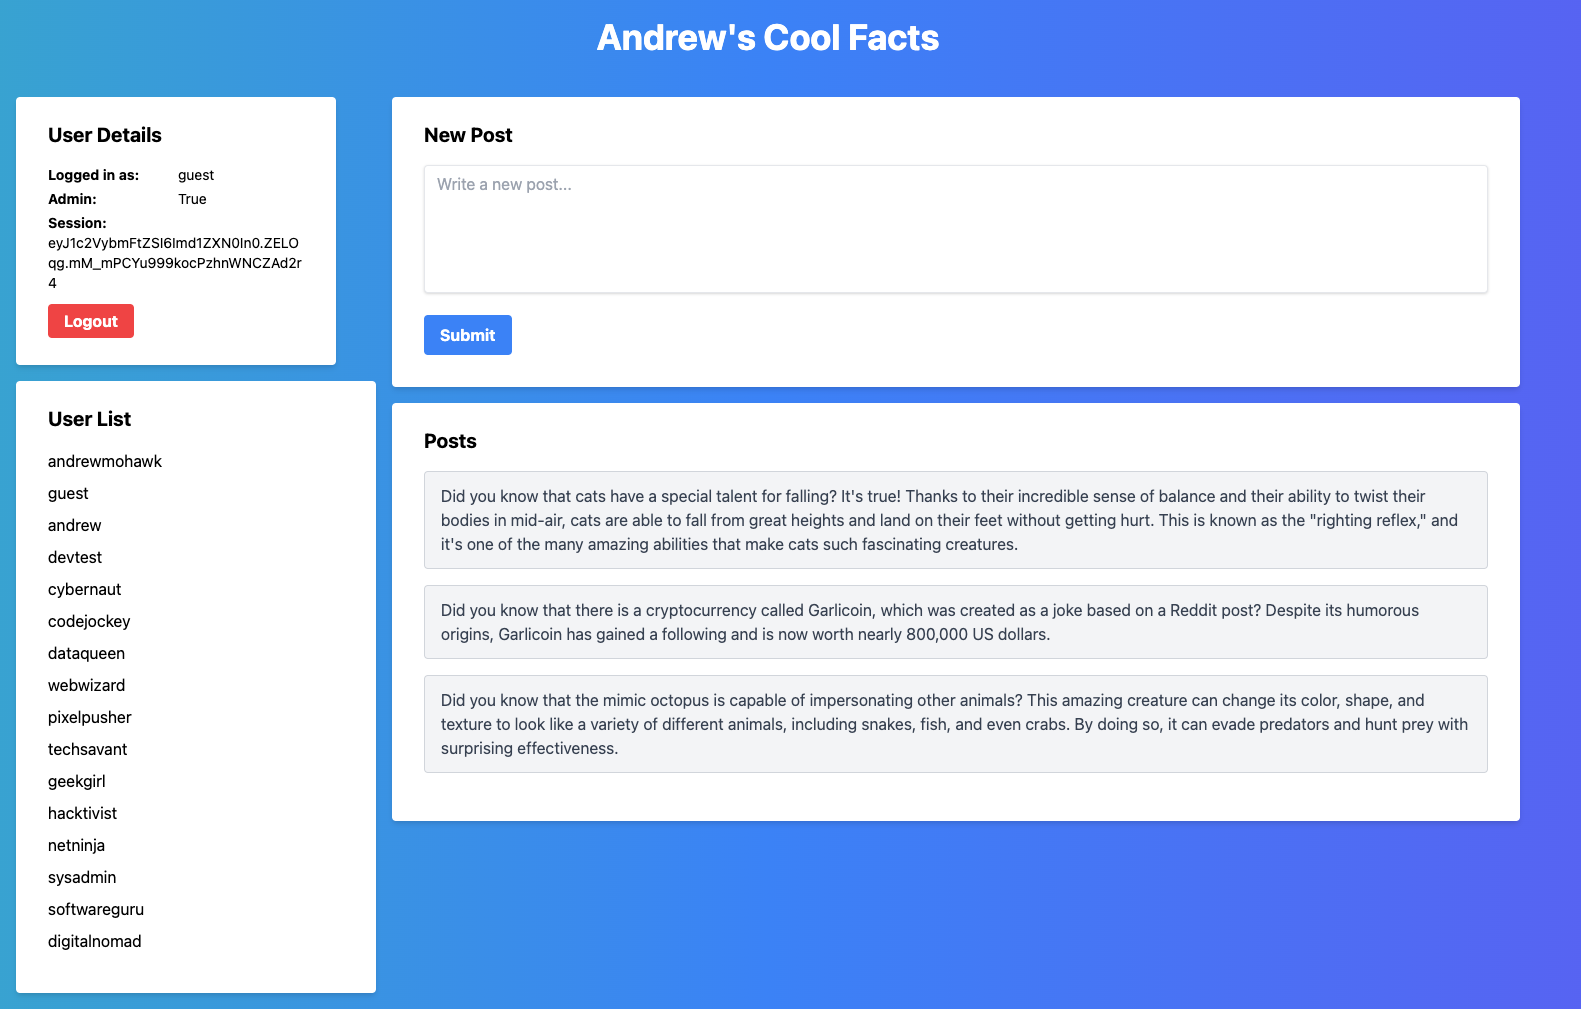 Andrew's Cool Facts
User Details
Logged in as: guest
Admin: True
Session:
eyJ1c2VybmFtZSI6Imd1ZXN0In0.ZELO
qg.mM_mPCYu999kocPzhnWNCZAd2r
4
Logout
User List
andrewmohawk
guest
andrew
devtest
cybernaut
codejockey
dataqueen
webwizard
pixelpusher
techsavant
geekgirl
hacktivist
netninja
sysadmin
softwareguru
digitalnomad
New Post
Write a new post...
Submit
Posts
Did you know that cats have a special talent for falling? It's true! Thanks to their incredible sense of balance and their ability to twist their
bodies in mid-air, cats are able to fall from great heights and land on their feet without getting hurt. This is known as the "righting reflex," and
it's one of the many amazing abilities that make cats such fascinating creatures.
Did you know that there is a cryptocurrency called Garlicoin, which was created as a joke based on a Reddit post? Despite its humorous
origins, Garlicoin has gained a following and is now worth nearly 800,000 US dollars.
Did you know that the mimic octopus is capable of impersonating other animals? This amazing creature can change its color, shape, and
texture to look like a variety of different animals, including snakes, fish, and even crabs. By doing so, it can evade predators and hunt prey with
surprising effectiveness.